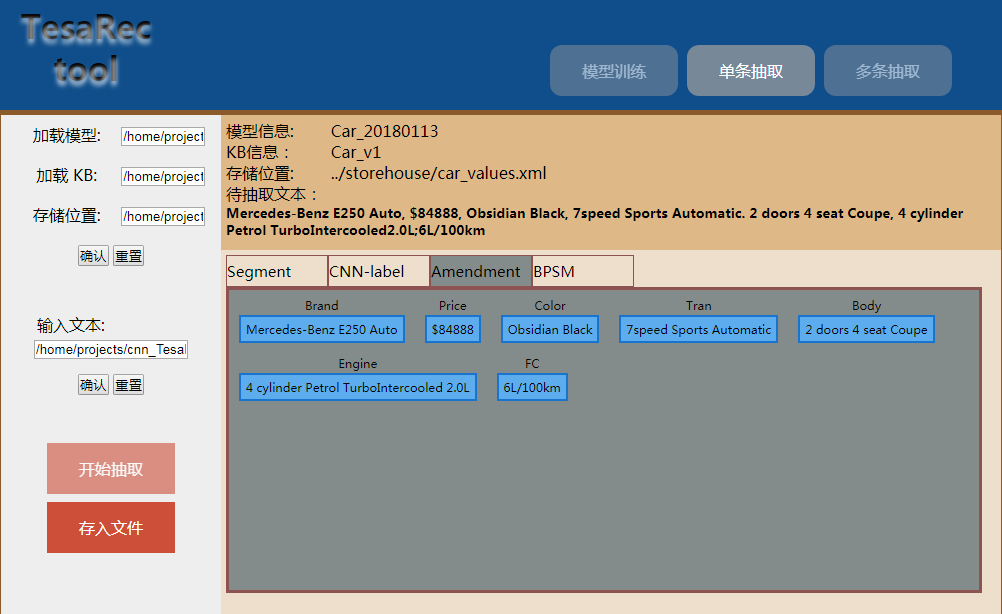 TesaRec
tool
模型训练 单条抽取 多条抽取
加载模型: /home/project
加载 KB: /home/project
存储位置: /home/project
确认 重置
输入文本:
/home/projects/cnn_Tesal
确认 重置
开始抽取
存入文件
模型信息: Car_20180113
KB信息： Car_v1
存储位置: ../storehouse/car_values.xml
待抽取文本：
Mercedes-Benz E250 Auto, $84888, Obsidian Black, 7speed Sports Automatic. 2 doors 4 seat Coupe, 4 cylinder
Petrol TurboIntercooled2.0L;6L/100km
Segment CNN-label Amendment BPSM
Brand Price Color Tran Body
Mercedes-Benz E250 Auto $84888 Obsidian Black 7speed Sports Automatic 2 doors 4 seat Coupe
Engine FC
4 cylinder Petrol TurboIntercooled 2.0L 6L/100km